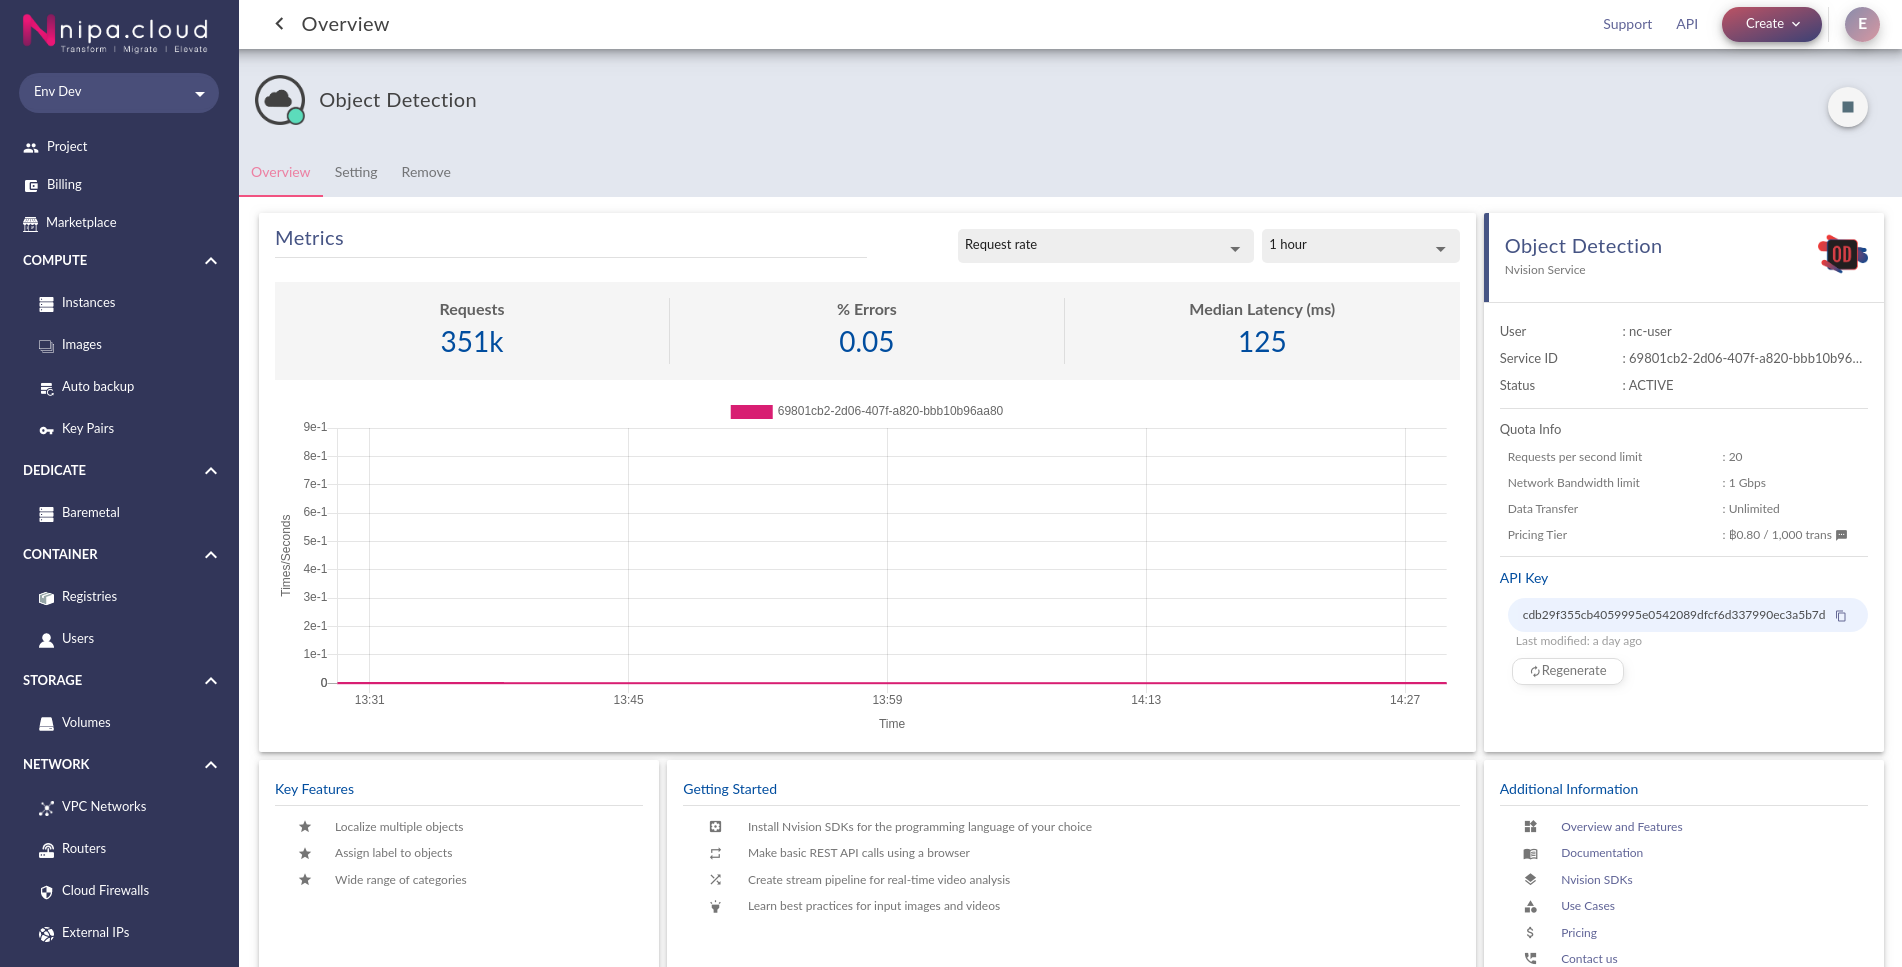 nipa.cloud
Transform | Migrate | Elevate
Env Dev
Project
Billing
Marketplace
COMPUTE
Instances
Images
Auto backup
Key Pairs
DEDICATE
Baremetal
CONTAINER
Registries
Users
STORAGE
Volumes
NETWORK
VPC Networks
Routers
Cloud Firewalls
External IPs
Overview
Support
API
Create
E
Object Detection
Overview
Setting
Remove
Metrics
Request rate
1 hour
Requests
351k
% Errors
0.05
Median Latency (ms)
125
69801cb2-2d06-407f-a820-bbb10b96aa80
Times/Seconds
9e-1
8e-1
7e-1
6e-1
5e-1
4e-1
3e-1
2e-1
1e-1
0
13:31 13:45 13:59 14:13 14:27
Time
Object Detection
Nvision Service
OD
User : nc-user
Service ID : 69801cb2-2d06-407f-a820-bbb10b96...
Status : ACTIVE
Quota Info
Requests per second limit : 20
Network Bandwidth limit : 1 Gbps
Data Transfer : Unlimited
Pricing Tier : ฿0.80 / 1,000 trans
API Key
cdb29f355cb4059995e0542089dfcf6d337990ec3a5b7d
Last modified: a day ago
Regenerate
Key Features
Localize multiple objects
Assign label to objects
Wide range of categories
Getting Started
Install Nvision SDKs for the programming language of your choice
Make basic REST API calls using a browser
Create stream pipeline for real-time video analysis
Learn best practices for input images and videos
Additional Information
Overview and Features
Documentation
Nvision SDKs
Use Cases
Pricing
Contact us